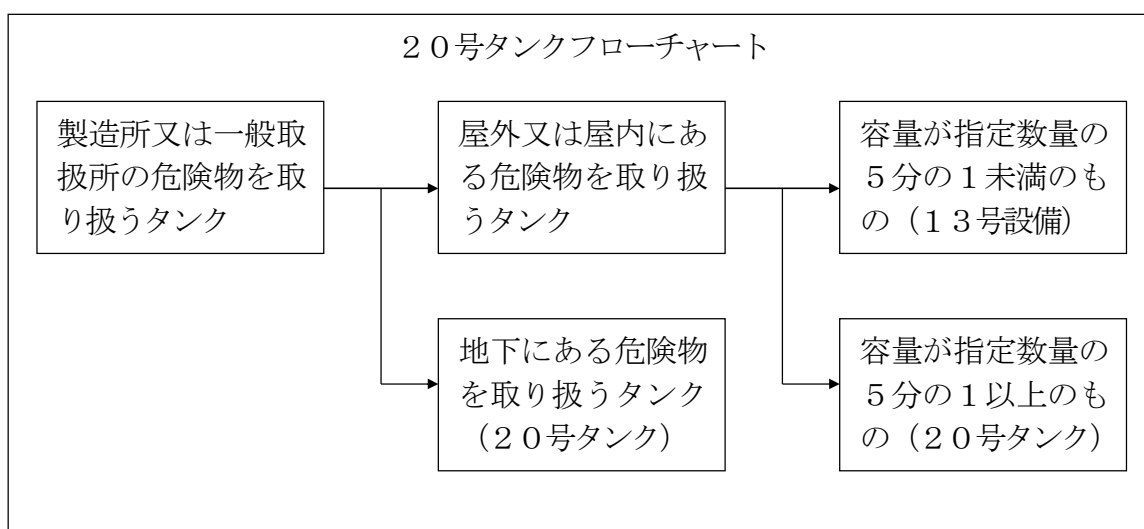 ２０号タンクフローチャート
製造所又は一般取
扱所の危険物を取
り扱うタンク
屋外又は屋内にあ
る危険物を取り扱
うタンク
容量が指定数量の
５分の１未満のも
の（１３号設備）
地下にある危険物
を取り扱うタンク
（２０号タンク）
容量が指定数量の
５分の１以上のも
の（２０号タンク）